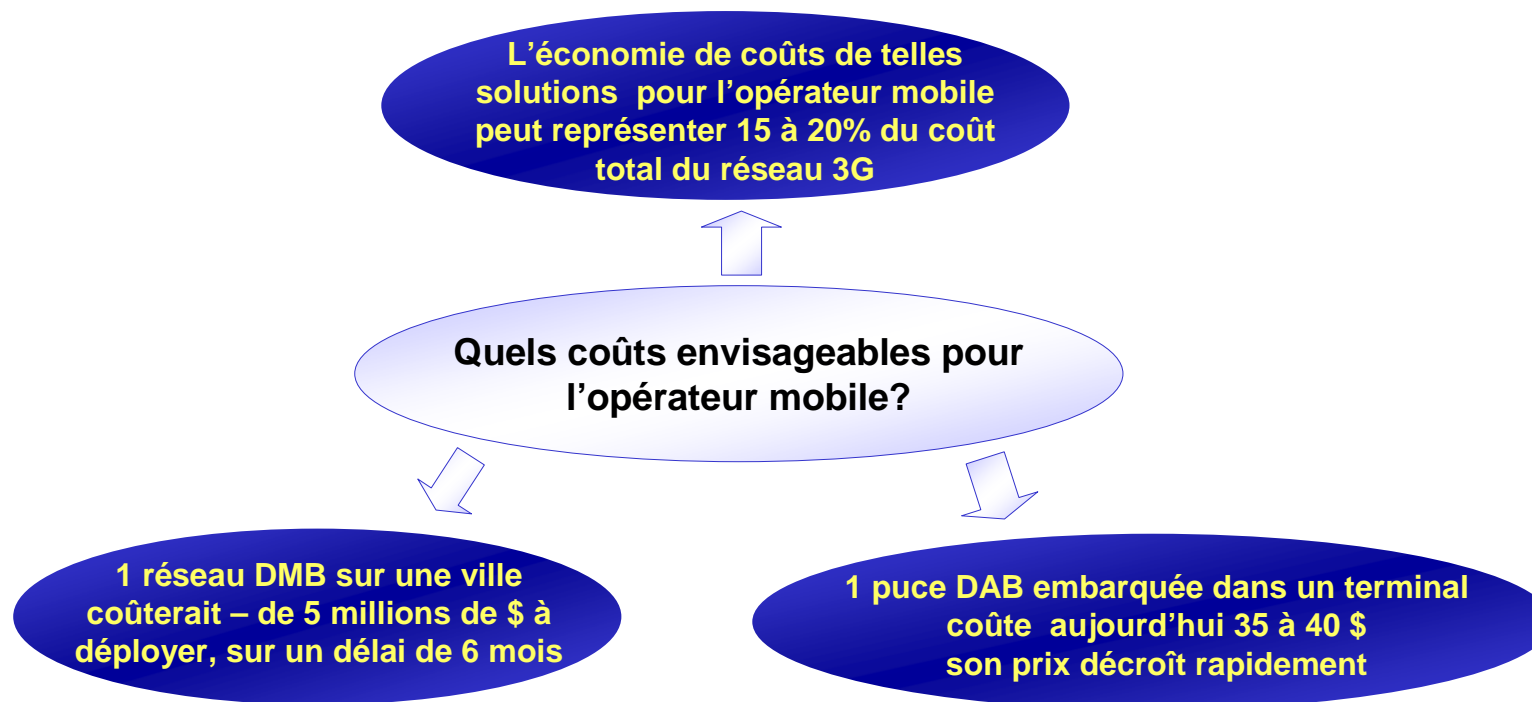 L’économie de coûts de telles
solutions pour l’opérateur mobile
peut représenter 15 à 20% du coût
total du réseau 3G
Quels coûts envisageables pour
l’opérateur mobile?
1 réseau DMB sur une ville
coûterait – de 5 millions de $ à
déployer, sur un délai de 6 mois
1 puce DAB embarquée dans un terminal
coûte aujourd’hui 35 à 40 $
son prix décroît rapidement